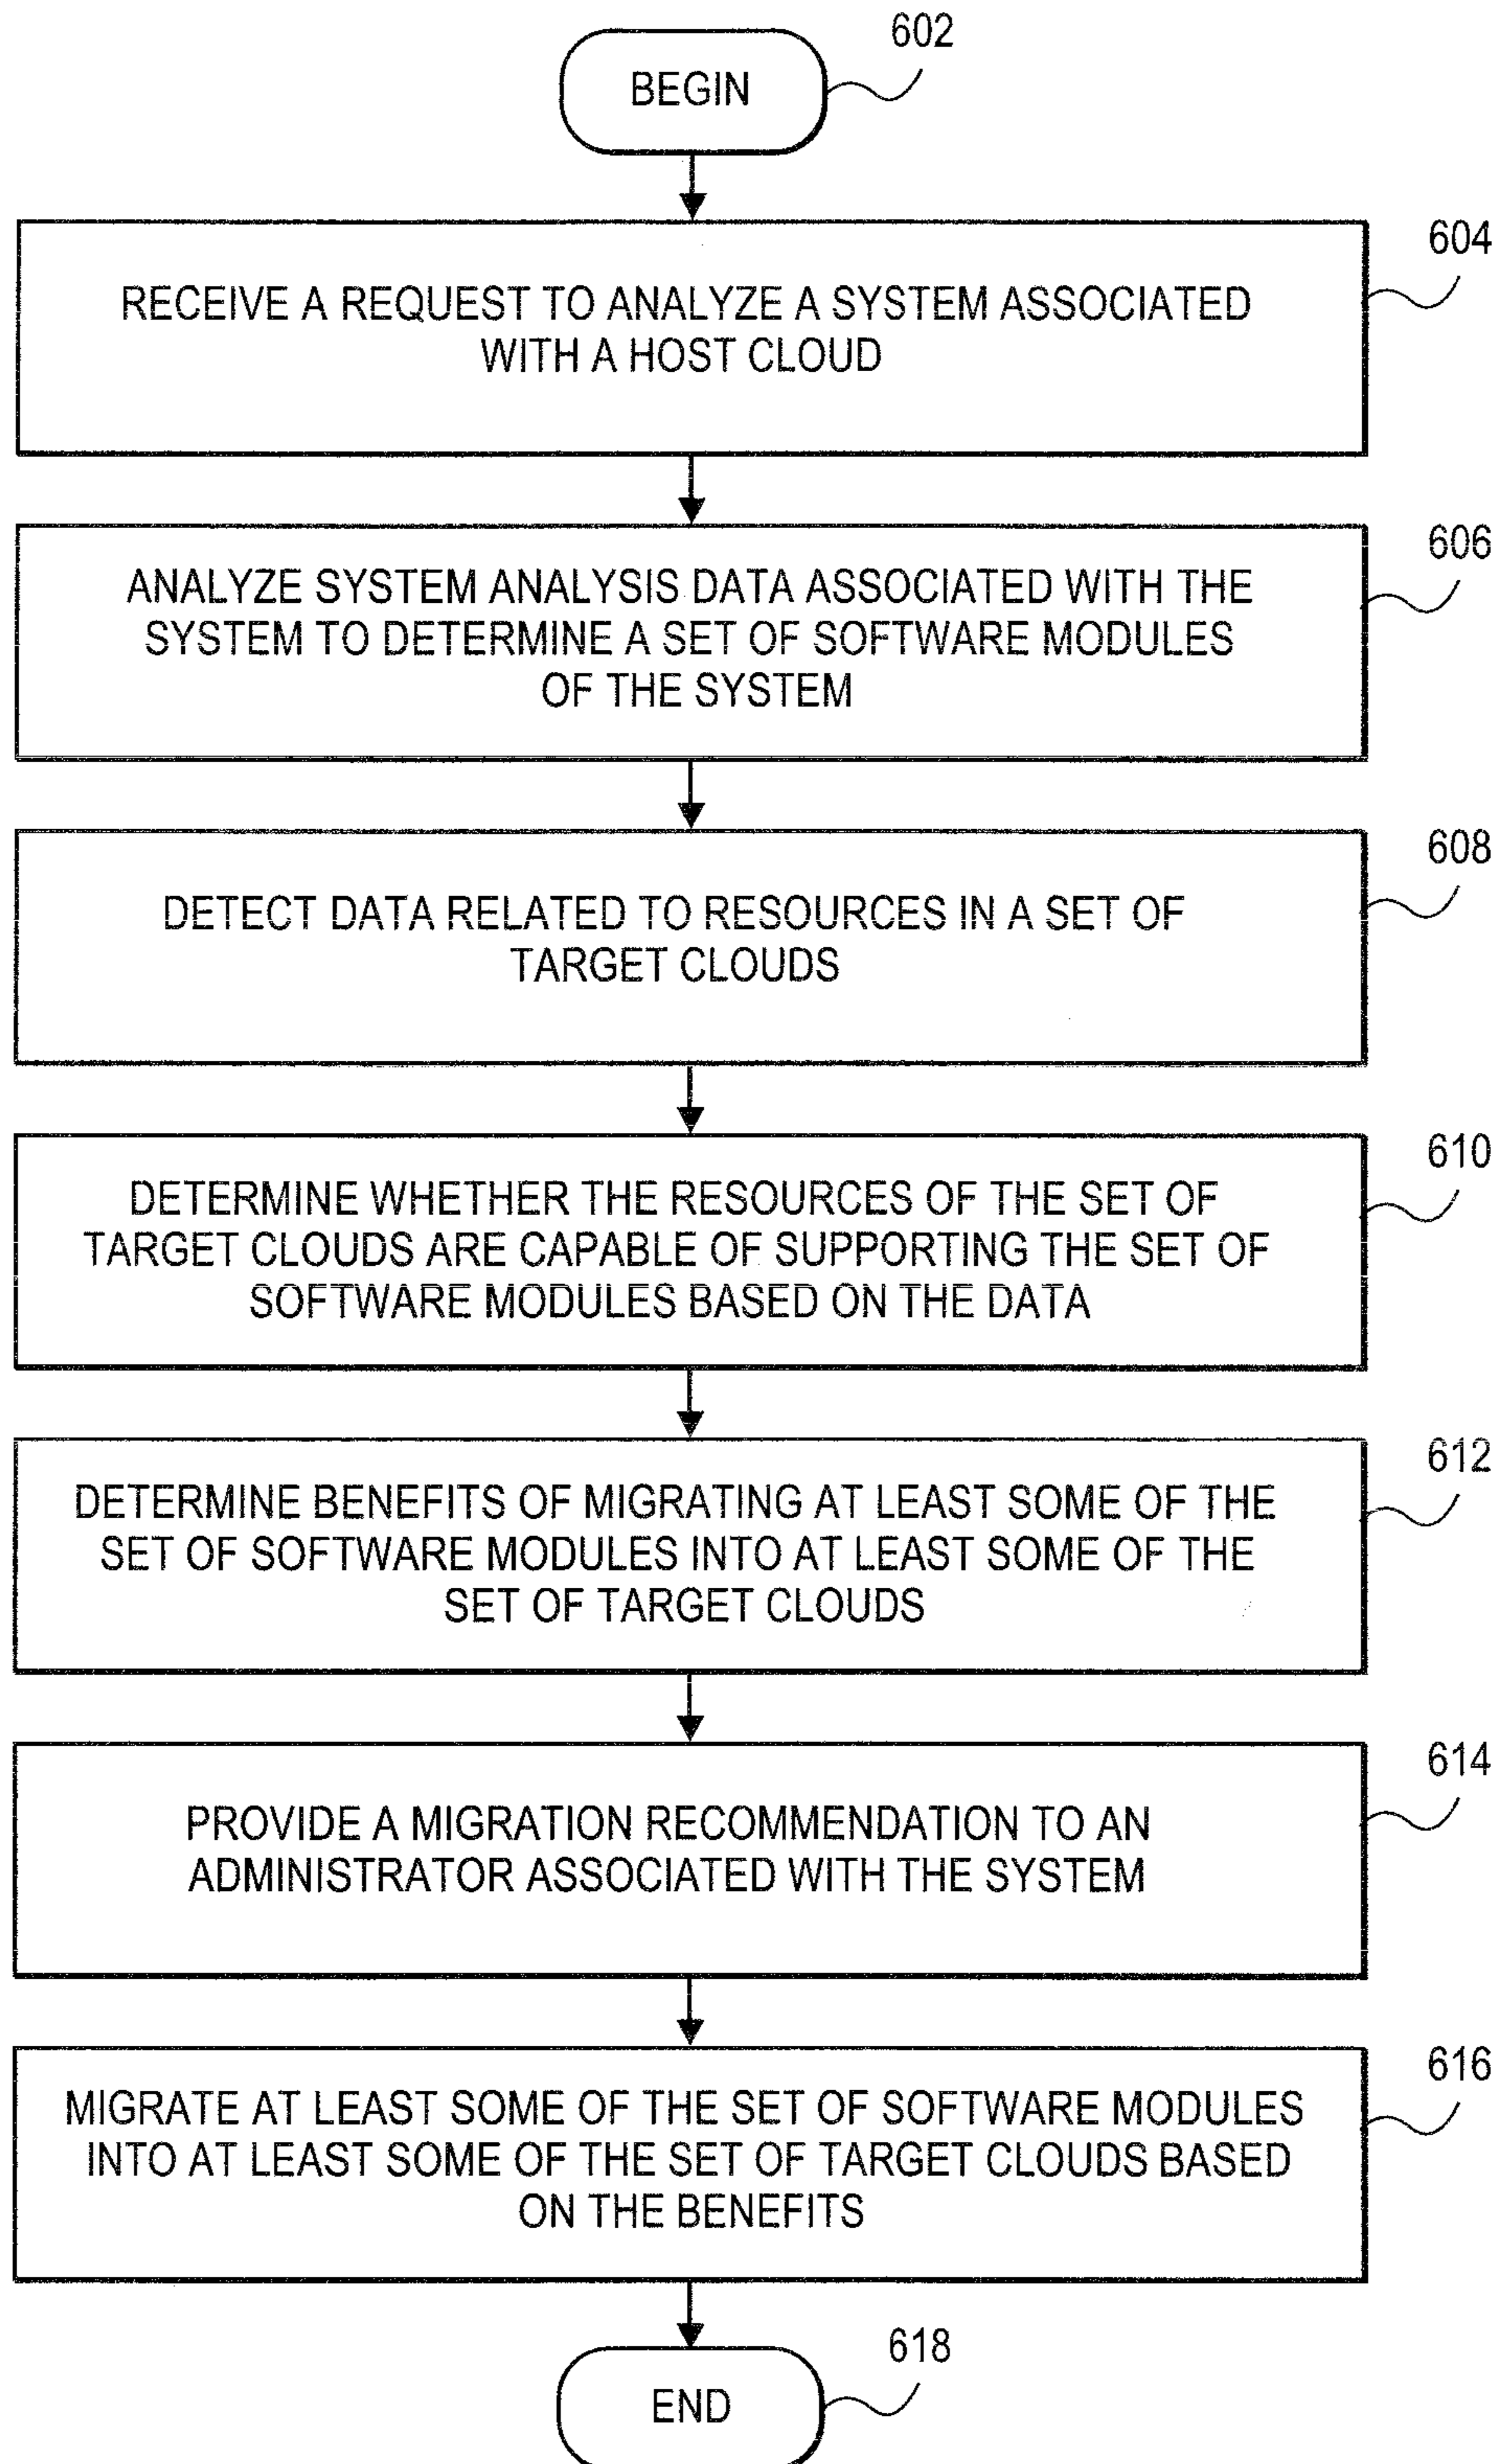 BEGIN
602
RECEIVE A REQUEST TO ANALYZE A SYSTEM ASSOCIATED
WITH A HOST CLOUD
604
ANALYZE SYSTEM ANALYSIS DATA ASSOCIATED WITH THE
SYSTEM TO DETERMINE A SET OF SOFTWARE MODULES
OF THE SYSTEM
606
DETECT DATA RELATED TO RESOURCES IN A SET OF
TARGET CLOUDS
608
DETERMINE WHETHER THE RESOURCES OF THE SET OF
TARGET CLOUDS ARE CAPABLE OF SUPPORTING THE SET OF
SOFTWARE MODULES BASED ON THE DATA
610
DETERMINE BENEFITS OF MIGRATING AT LEAST SOME OF THE
SET OF SOFTWARE MODULES INTO AT LEAST SOME OF THE
SET OF TARGET CLOUDS
612
PROVIDE A MIGRATION RECOMMENDATION TO AN
ADMINISTRATOR ASSOCIATED WITH THE SYSTEM
614
MIGRATE AT LEAST SOME OF THE SET OF SOFTWARE MODULES
INTO AT LEAST SOME OF THE SET OF TARGET CLOUDS BASED
ON THE BENEFITS
616
END
618